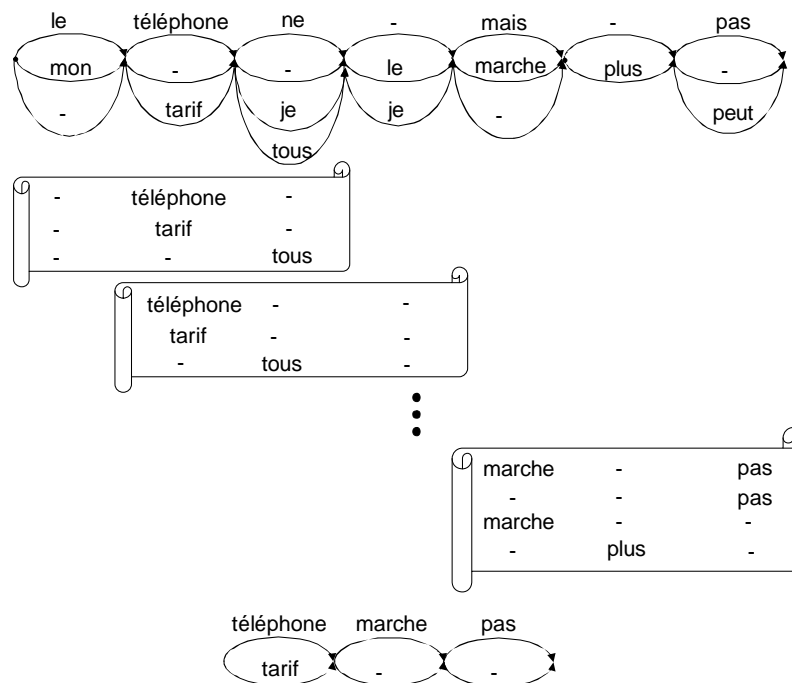 le téléphone ne - mais - pas
mon - - le marche plus -
- tarif je je - peut
tous
- téléphone -
- tarif -
- - tous
téléphone - -
tarif - -
- tous -
marche - pas
- - pas
marche - -
- plus -
téléphone marche pas
tarif - -